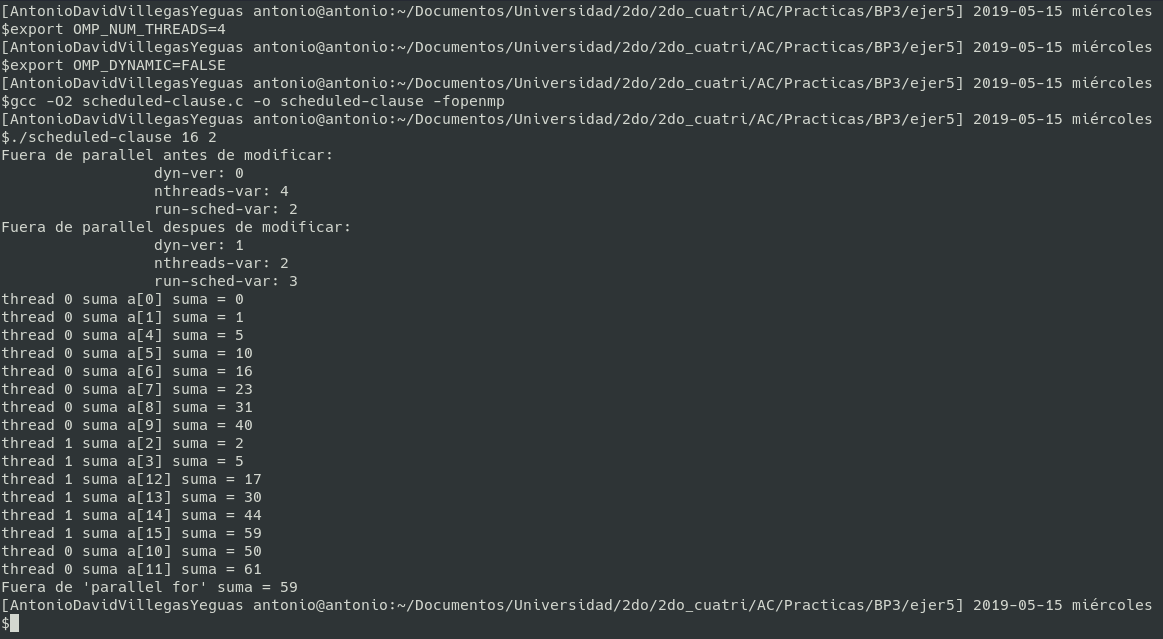 [AntonioDavidVillegasYeguas antonio@antonio:~/Documentos/Universidad/2do/2do_cuatri/AC/Practicas/BP3/ejer5] 2019-05-15 miércoles
$export OMP_NUM_THREADS=4
[AntonioDavidVillegasYeguas antonio@antonio:~/Documentos/Universidad/2do/2do_cuatri/AC/Practicas/BP3/ejer5] 2019-05-15 miércoles
$export OMP_DYNAMIC=FALSE
[AntonioDavidVillegasYeguas antonio@antonio:~/Documentos/Universidad/2do/2do_cuatri/AC/Practicas/BP3/ejer5] 2019-05-15 miércoles
$gcc -O2 scheduled-clause.c -o scheduled-clause -fopenmp
[AntonioDavidVillegasYeguas antonio@antonio:~/Documentos/Universidad/2do/2do_cuatri/AC/Practicas/BP3/ejer5] 2019-05-15 miércoles
$./scheduled-clause 16 2
Fuera de parallel antes de modificar:
dyn-ver: 0
nthreads-var: 4
run-sched-var: 2
Fuera de parallel despues de modificar:
dyn-ver: 1
nthreads-var: 2
run-sched-var: 3
thread 0 suma a[0] suma = 0
thread 0 suma a[1] suma = 1
thread 0 suma a[4] suma = 5
thread 0 suma a[5] suma = 10
thread 0 suma a[6] suma = 16
thread 0 suma a[7] suma = 23
thread 0 suma a[8] suma = 31
thread 0 suma a[9] suma = 40
thread 1 suma a[2] suma = 2
thread 1 suma a[3] suma = 5
thread 1 suma a[12] suma = 17
thread 1 suma a[13] suma = 30
thread 1 suma a[14] suma = 44
thread 1 suma a[15] suma = 59
thread 0 suma a[10] suma = 50
thread 0 suma a[11] suma = 61
Fuera de 'parallel for' suma = 59
[AntonioDavidVillegasYeguas antonio@antonio:~/Documentos/Universidad/2do/2do_cuatri/AC/Practicas/BP3/ejer5] 2019-05-15 miércoles
$